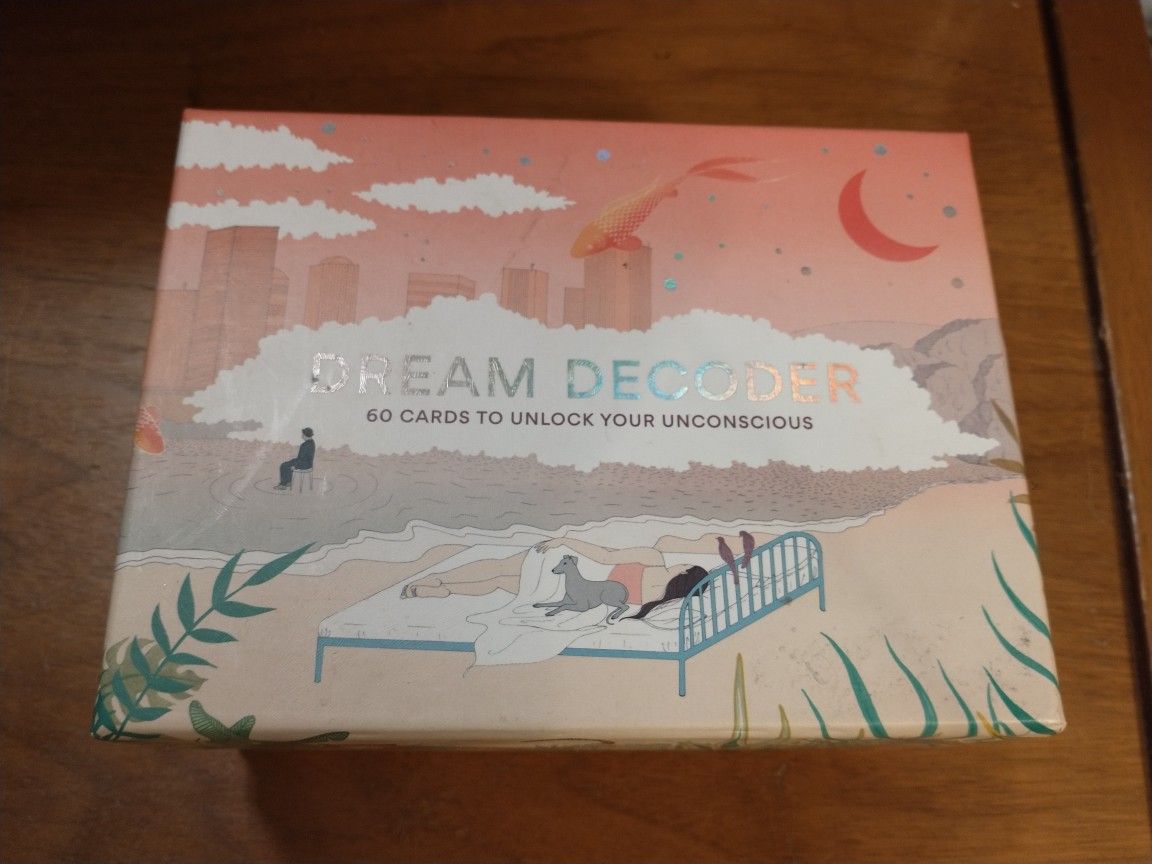 DREAM DECODER
60 CARDS TO UNLOCK YOUR UNCONSCIOUS